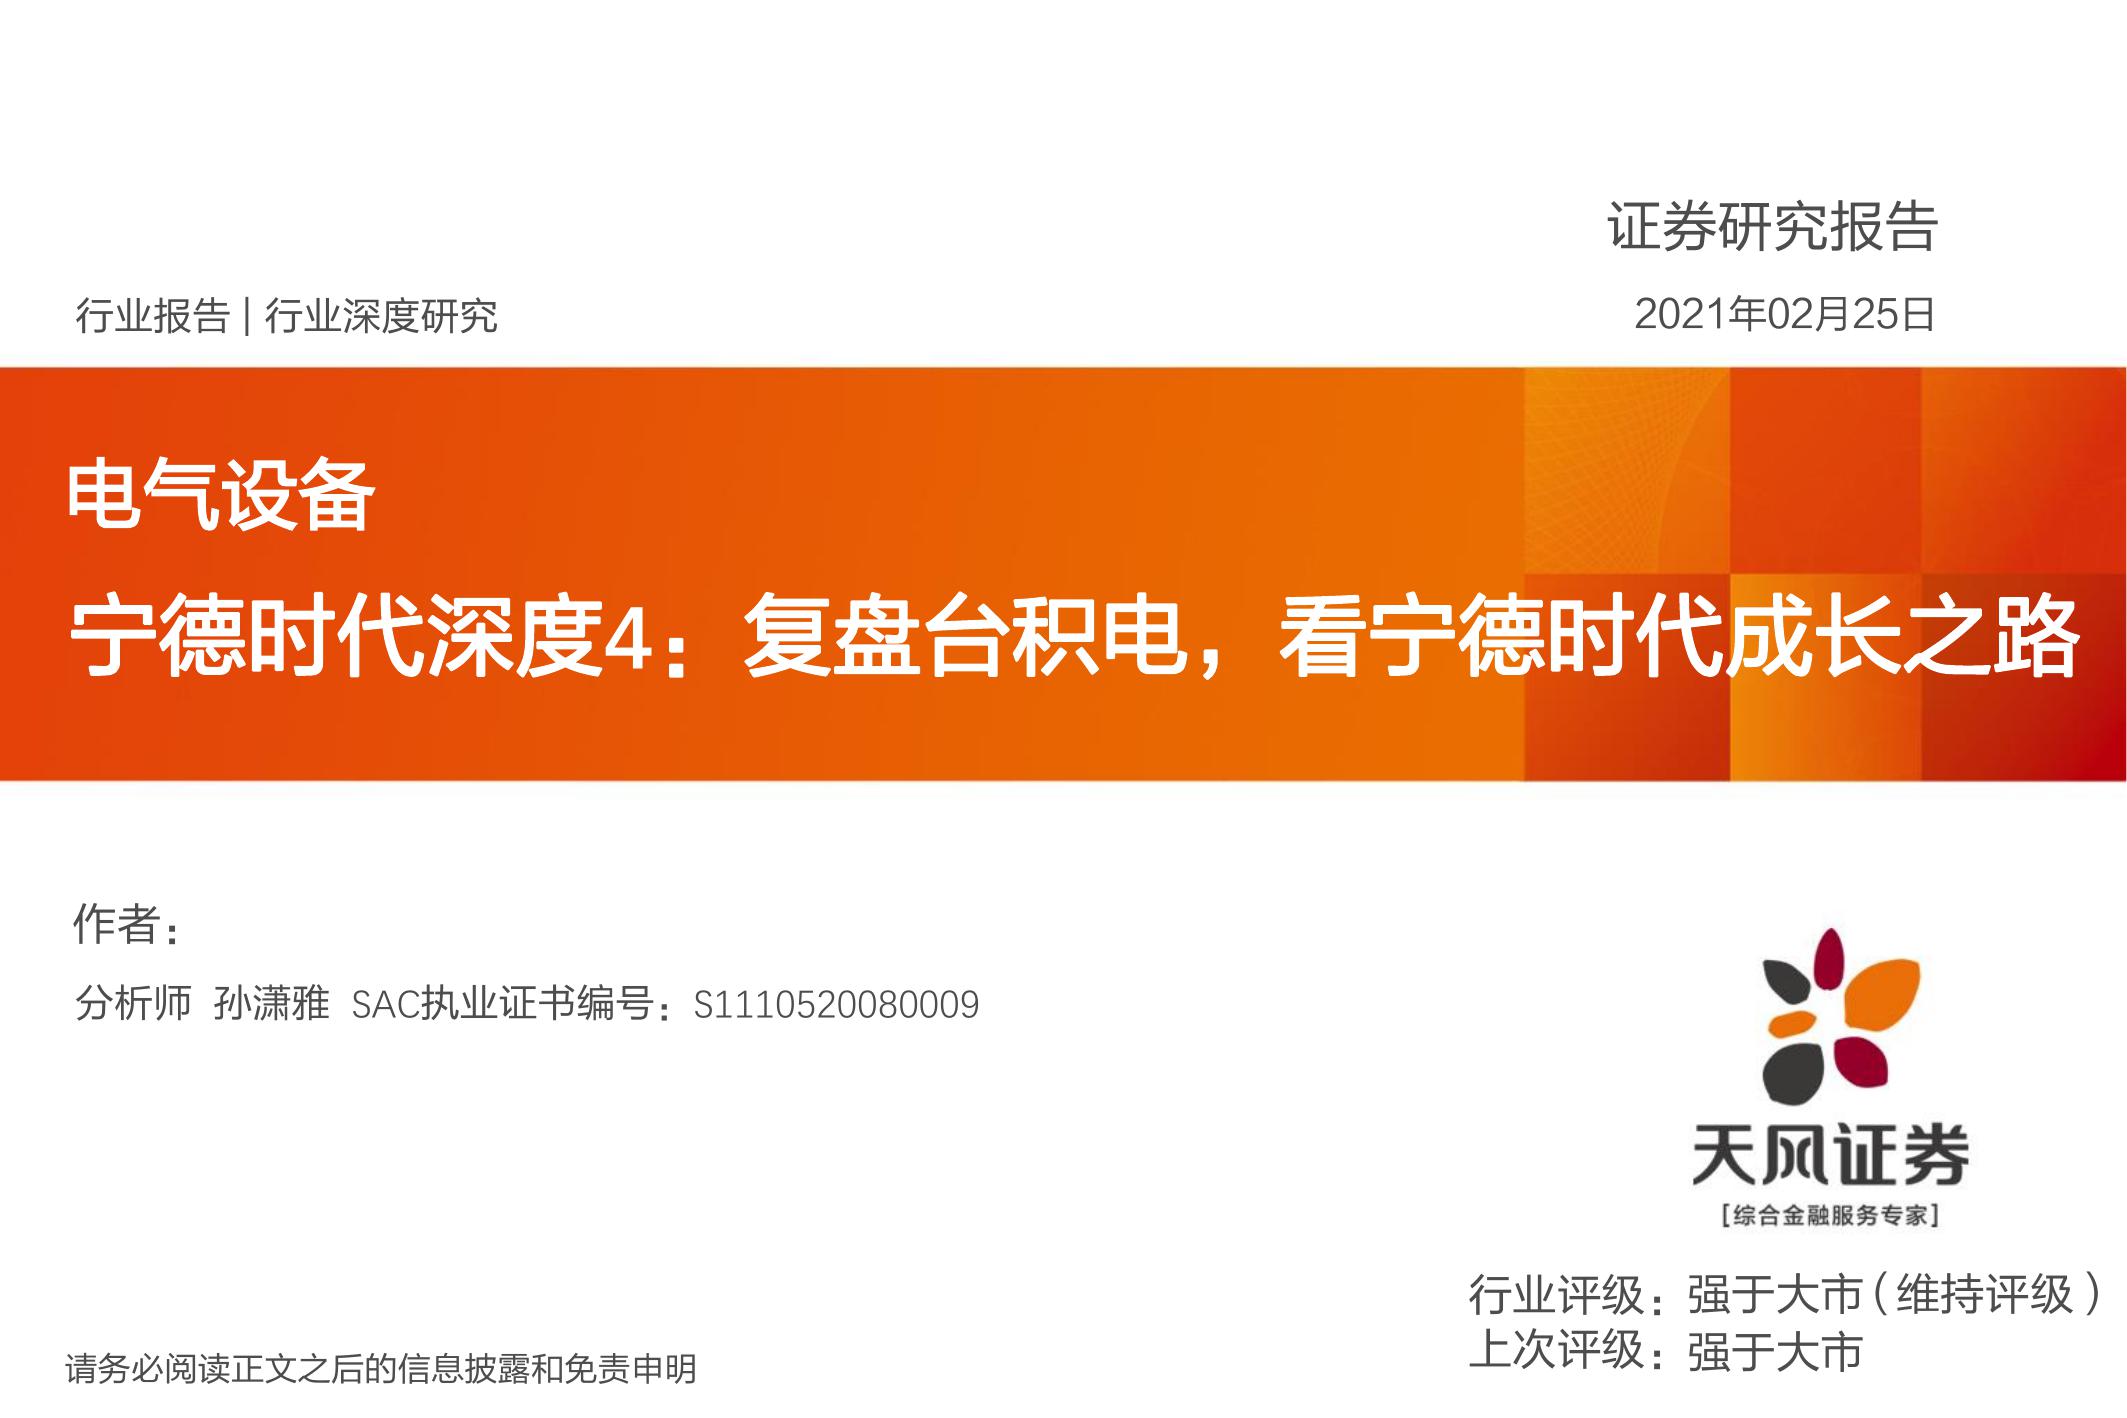 证券研究报告
行业报告 | 行业深度研究
2021年02月25日
电气设备
宁德时代深度4：复盘台积电，看宁德时代成长之路
作者：
分析师 孙潇雅 SAC执业证书编号：S1110520080009
天风证券
[综合金融服务专家]
行业评级：强于大市（维持评级）
上次评级：强于大市
请务必阅读正文之后的信息披露和免责申明